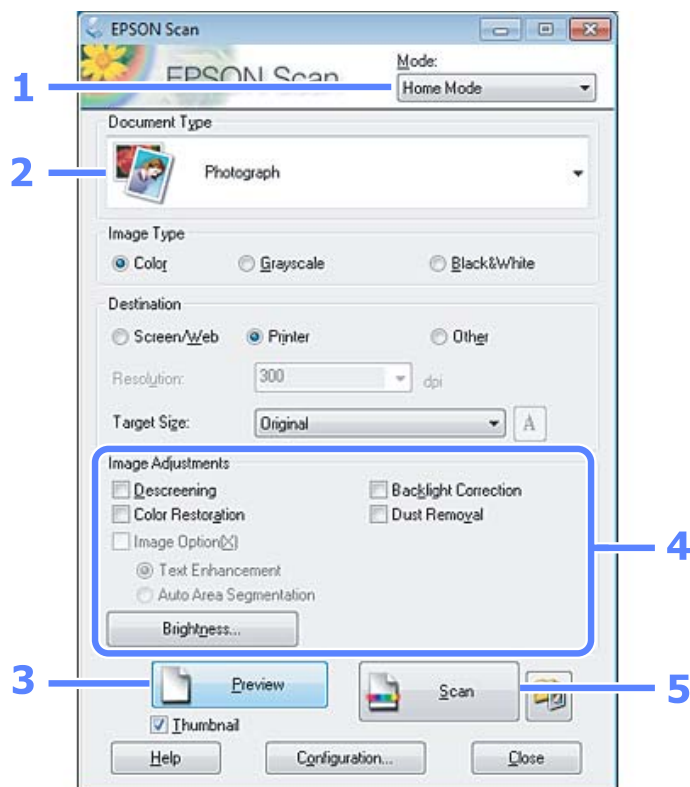 EPSON Scan
EPSON Scan
Mode:
1
Home Mode
Document Type
2
Photograph
Image Type
Color
Grayscale
Black&White
Destination
Screen/Web
Printer
Other
Resolution:
300
dpi
Target Size:
Original
A
Image Adjustments
Descreening
Backlight Correction
Color Restoration
Dust Removal
Image Option(X)
4
Text Enhancement
Auto Area Segmentation
Brightness...
3
Preview
Scan
5
Thumbnail
Help
Configuration...
Close